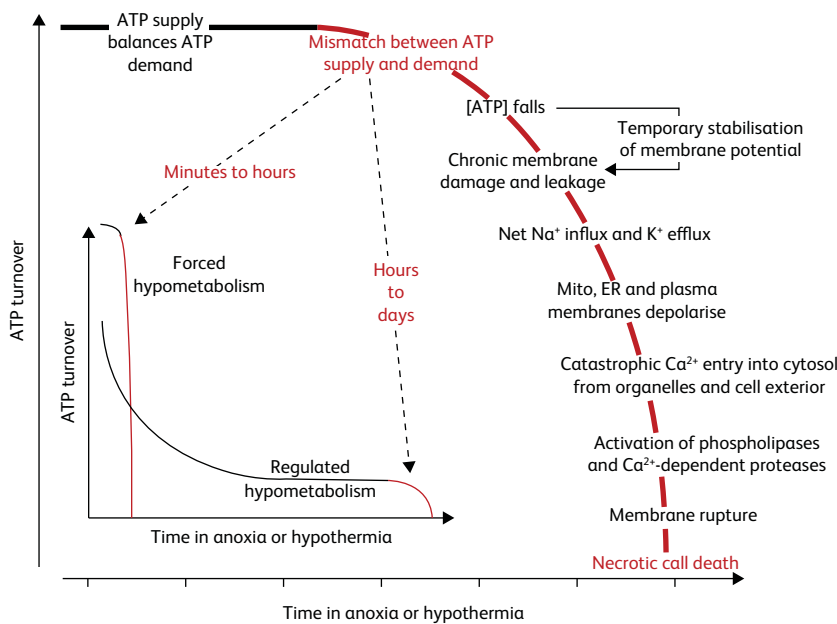 ATP supply
balances ATP
demand
Mismatch between ATP
supply and demand
[ATP] falls
Temporary stabilisation
of membrane potential
Chronic membrane
damage and leakage
Net Na⁺ influx and K⁺ efflux
Mito, ER and plasma
membranes depolarise
Catastrophic Ca²⁺ entry into cytosol
from organelles and cell exterior
Activation of phospholipases
and Ca²⁺-dependent proteases
Membrane rupture
Necrotic call death
Minutes to hours
Hours
to
days
Forced
hypometabolism
Regulated
hypometabolism
ATP turnover
Time in anoxia or hypothermia
ATP turnover
Time in anoxia or hypothermia